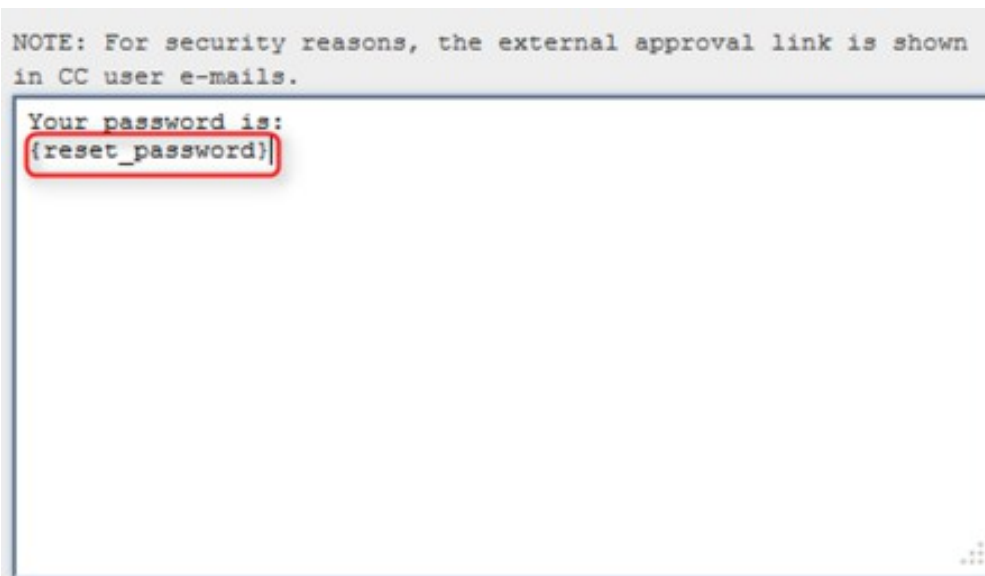 NOTE: For security reasons, the external approval link is shown
in CC user e-mails.
Your password is:
{reset_password}